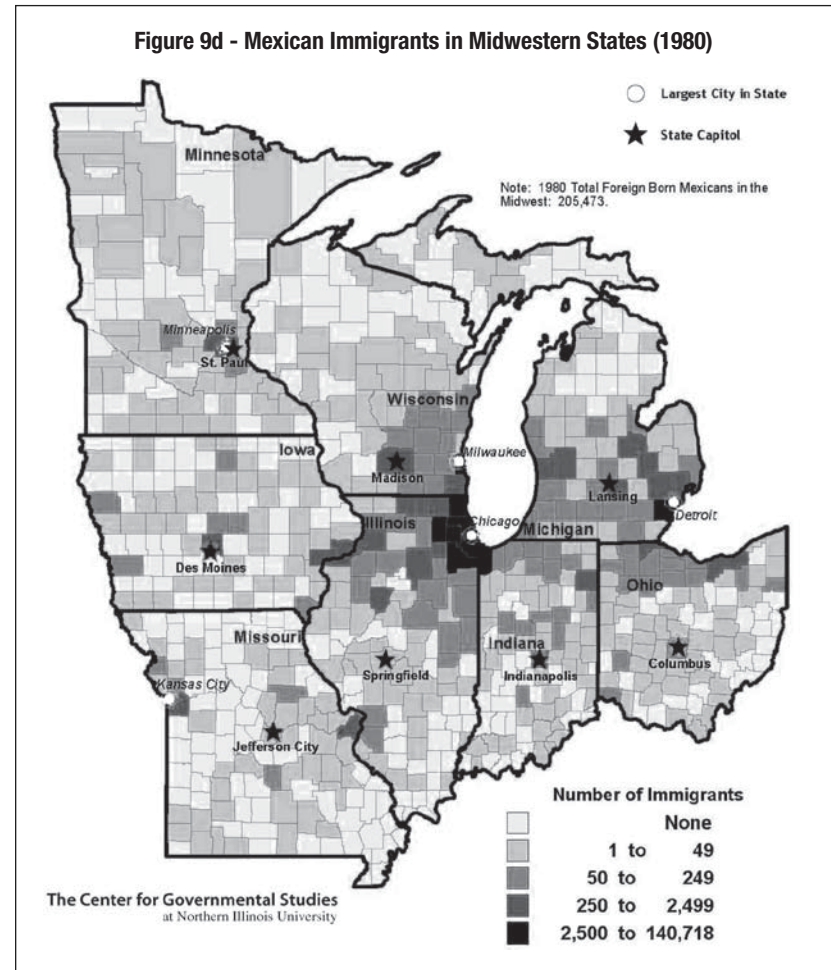 Figure 9d - Mexican Immigrants in Midwestern States (1980)
Largest City in State
State Capitol
Note: 1980 Total Foreign Born Mexicans in the
Midwest: 205,473.
Minnesota
Minneapolis
St. Paul
Wisconsin
Iowa
Milwaukee
Madison
Lansing
Detroit
Illinois
Chicago
Michigan
Des Moines
Ohio
Missouri
Indiana
Springfield
Indianapolis
Columbus
Kansas City
Jefferson City
Number of Immigrants
None
1 to 49
50 to 249
250 to 2,499
2,500 to 140,718
The Center for Governmental Studies
at Northern Illinois University